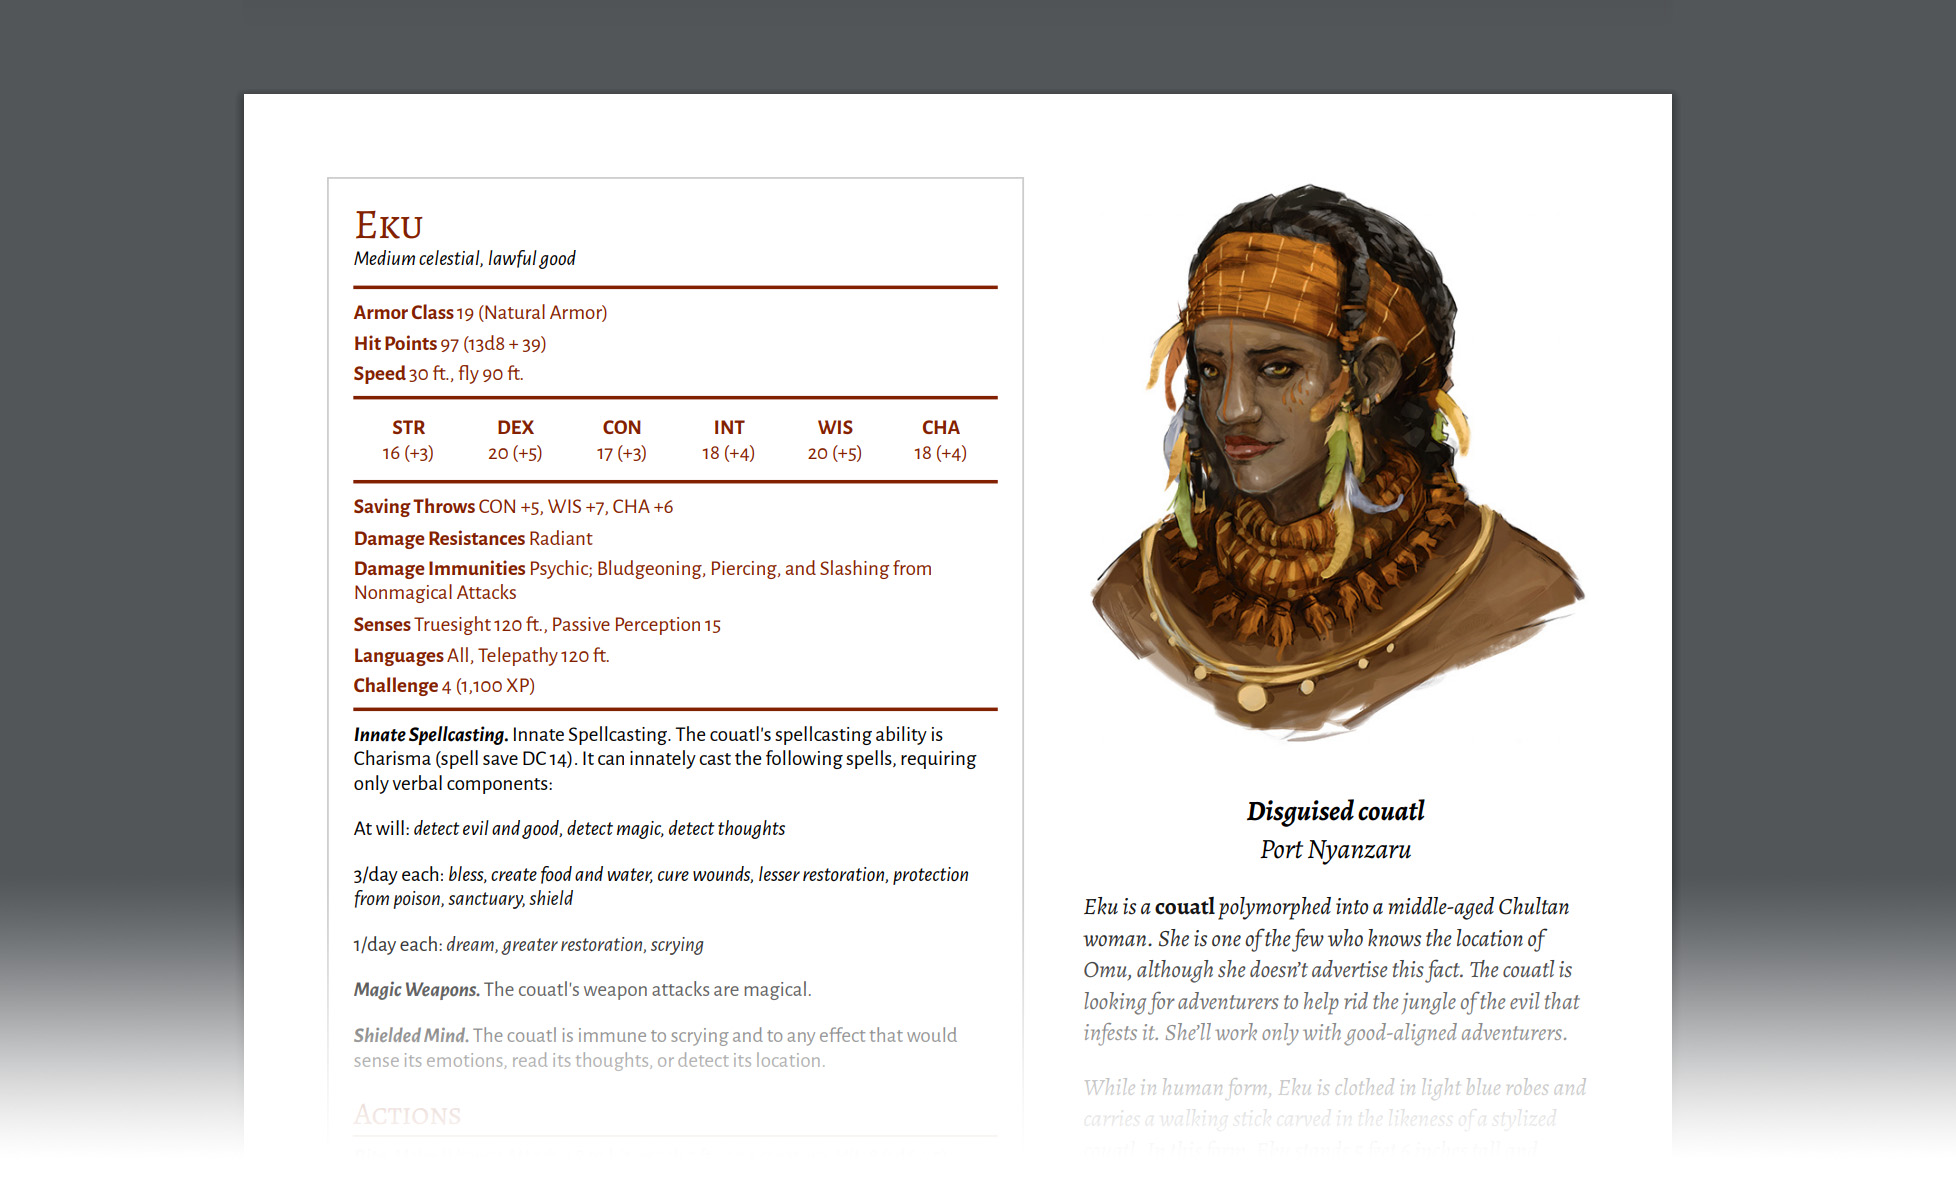 Eku
Medium celestial, lawful good
Armor Class 19 (Natural Armor)
Hit Points 97 (13d8 + 39)
Speed 30 ft., fly 90 ft.
STR DEX CON INT WIS CHA
16 (+3) 20 (+5) 17 (+3) 18 (+4) 20 (+5) 18 (+4)
Saving Throws CON +5, WIS +7, CHA +6
Damage Resistances Radiant
Damage Immunities Psychic; Bludgeoning, Piercing, and Slashing from
Nonmagical Attacks
Senses Truesight 120 ft., Passive Perception 15
Languages All, Telepathy 120 ft.
Challenge 4 (1,100 XP)
Innate Spellcasting. Innate Spellcasting. The couatl's spellcasting ability is
Charisma (spell save DC 14). It can innately cast the following spells, requiring
only verbal components:
At will: detect evil and good, detect magic, detect thoughts
3/day each: bless, create food and water, cure wounds, lesser restoration, protection
from poison, sanctuary, shield
1/day each: dream, greater restoration, scrying
Magic Weapons. The couatl's weapon attacks are magical.
Shielded Mind. The couatl is immune to scrying and to any effect that would
sense its emotions, read its thoughts, or detect its location.
Actions
Disguised couatl
Port Nyanzaru
Eku is a couatl polymorphed into a middle-aged Chultan
woman. She is one of the few who knows the location of
Omu, although she doesn’t advertise this fact. The couatl is
looking for adventurers to help rid the jungle of the evil that
infests it. She’ll work only with good-aligned adventurers.
While in human form, Eku is clothed in light blue robes and
carries a walking stick carved in the likeness of a stylized